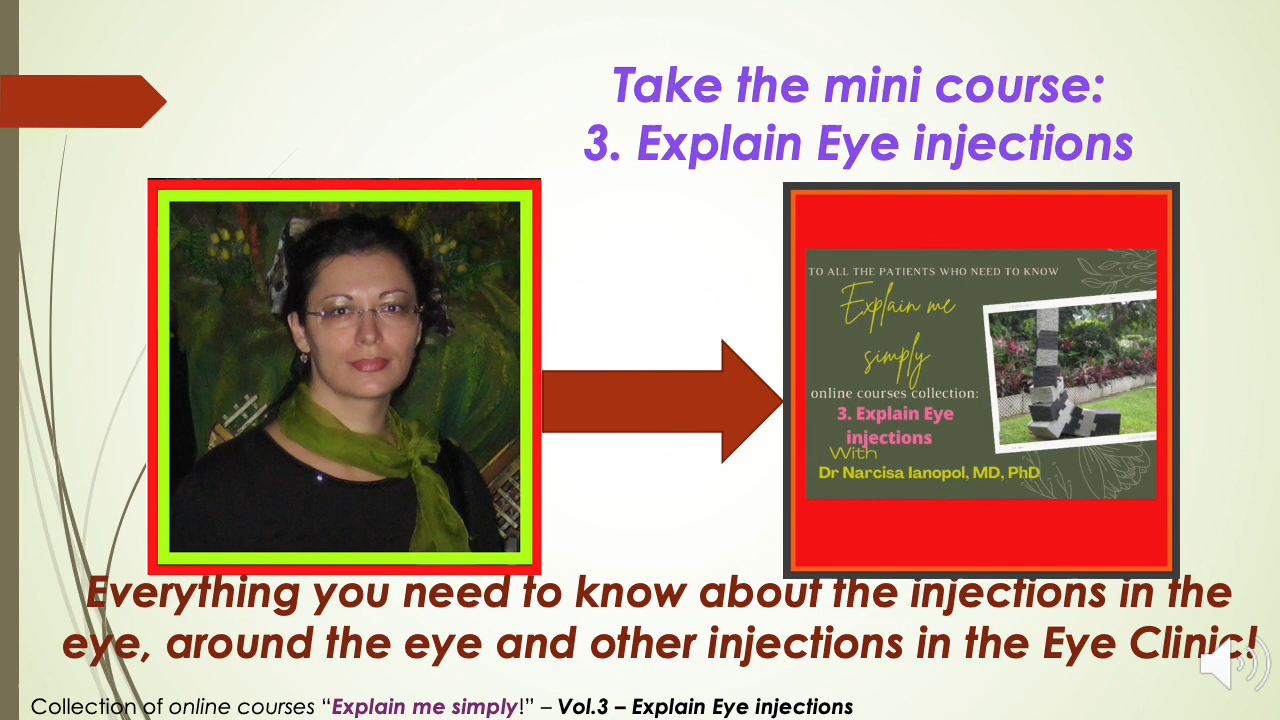 Take the mini course:
3. Explain Eye injections
TO ALL THE PATIENTS WHO NEED TO KNOW
Explain me
simply
online courses collection:
3. Explain Eye
injections
With
Dr Narcisa Ianopol, MD, PhD
Everything you need to know about the injections in the
eye, around the eye and other injections in the Eye Clinic!
Collection of online courses “Explain me simply!” – Vol.3 – Explain Eye injections